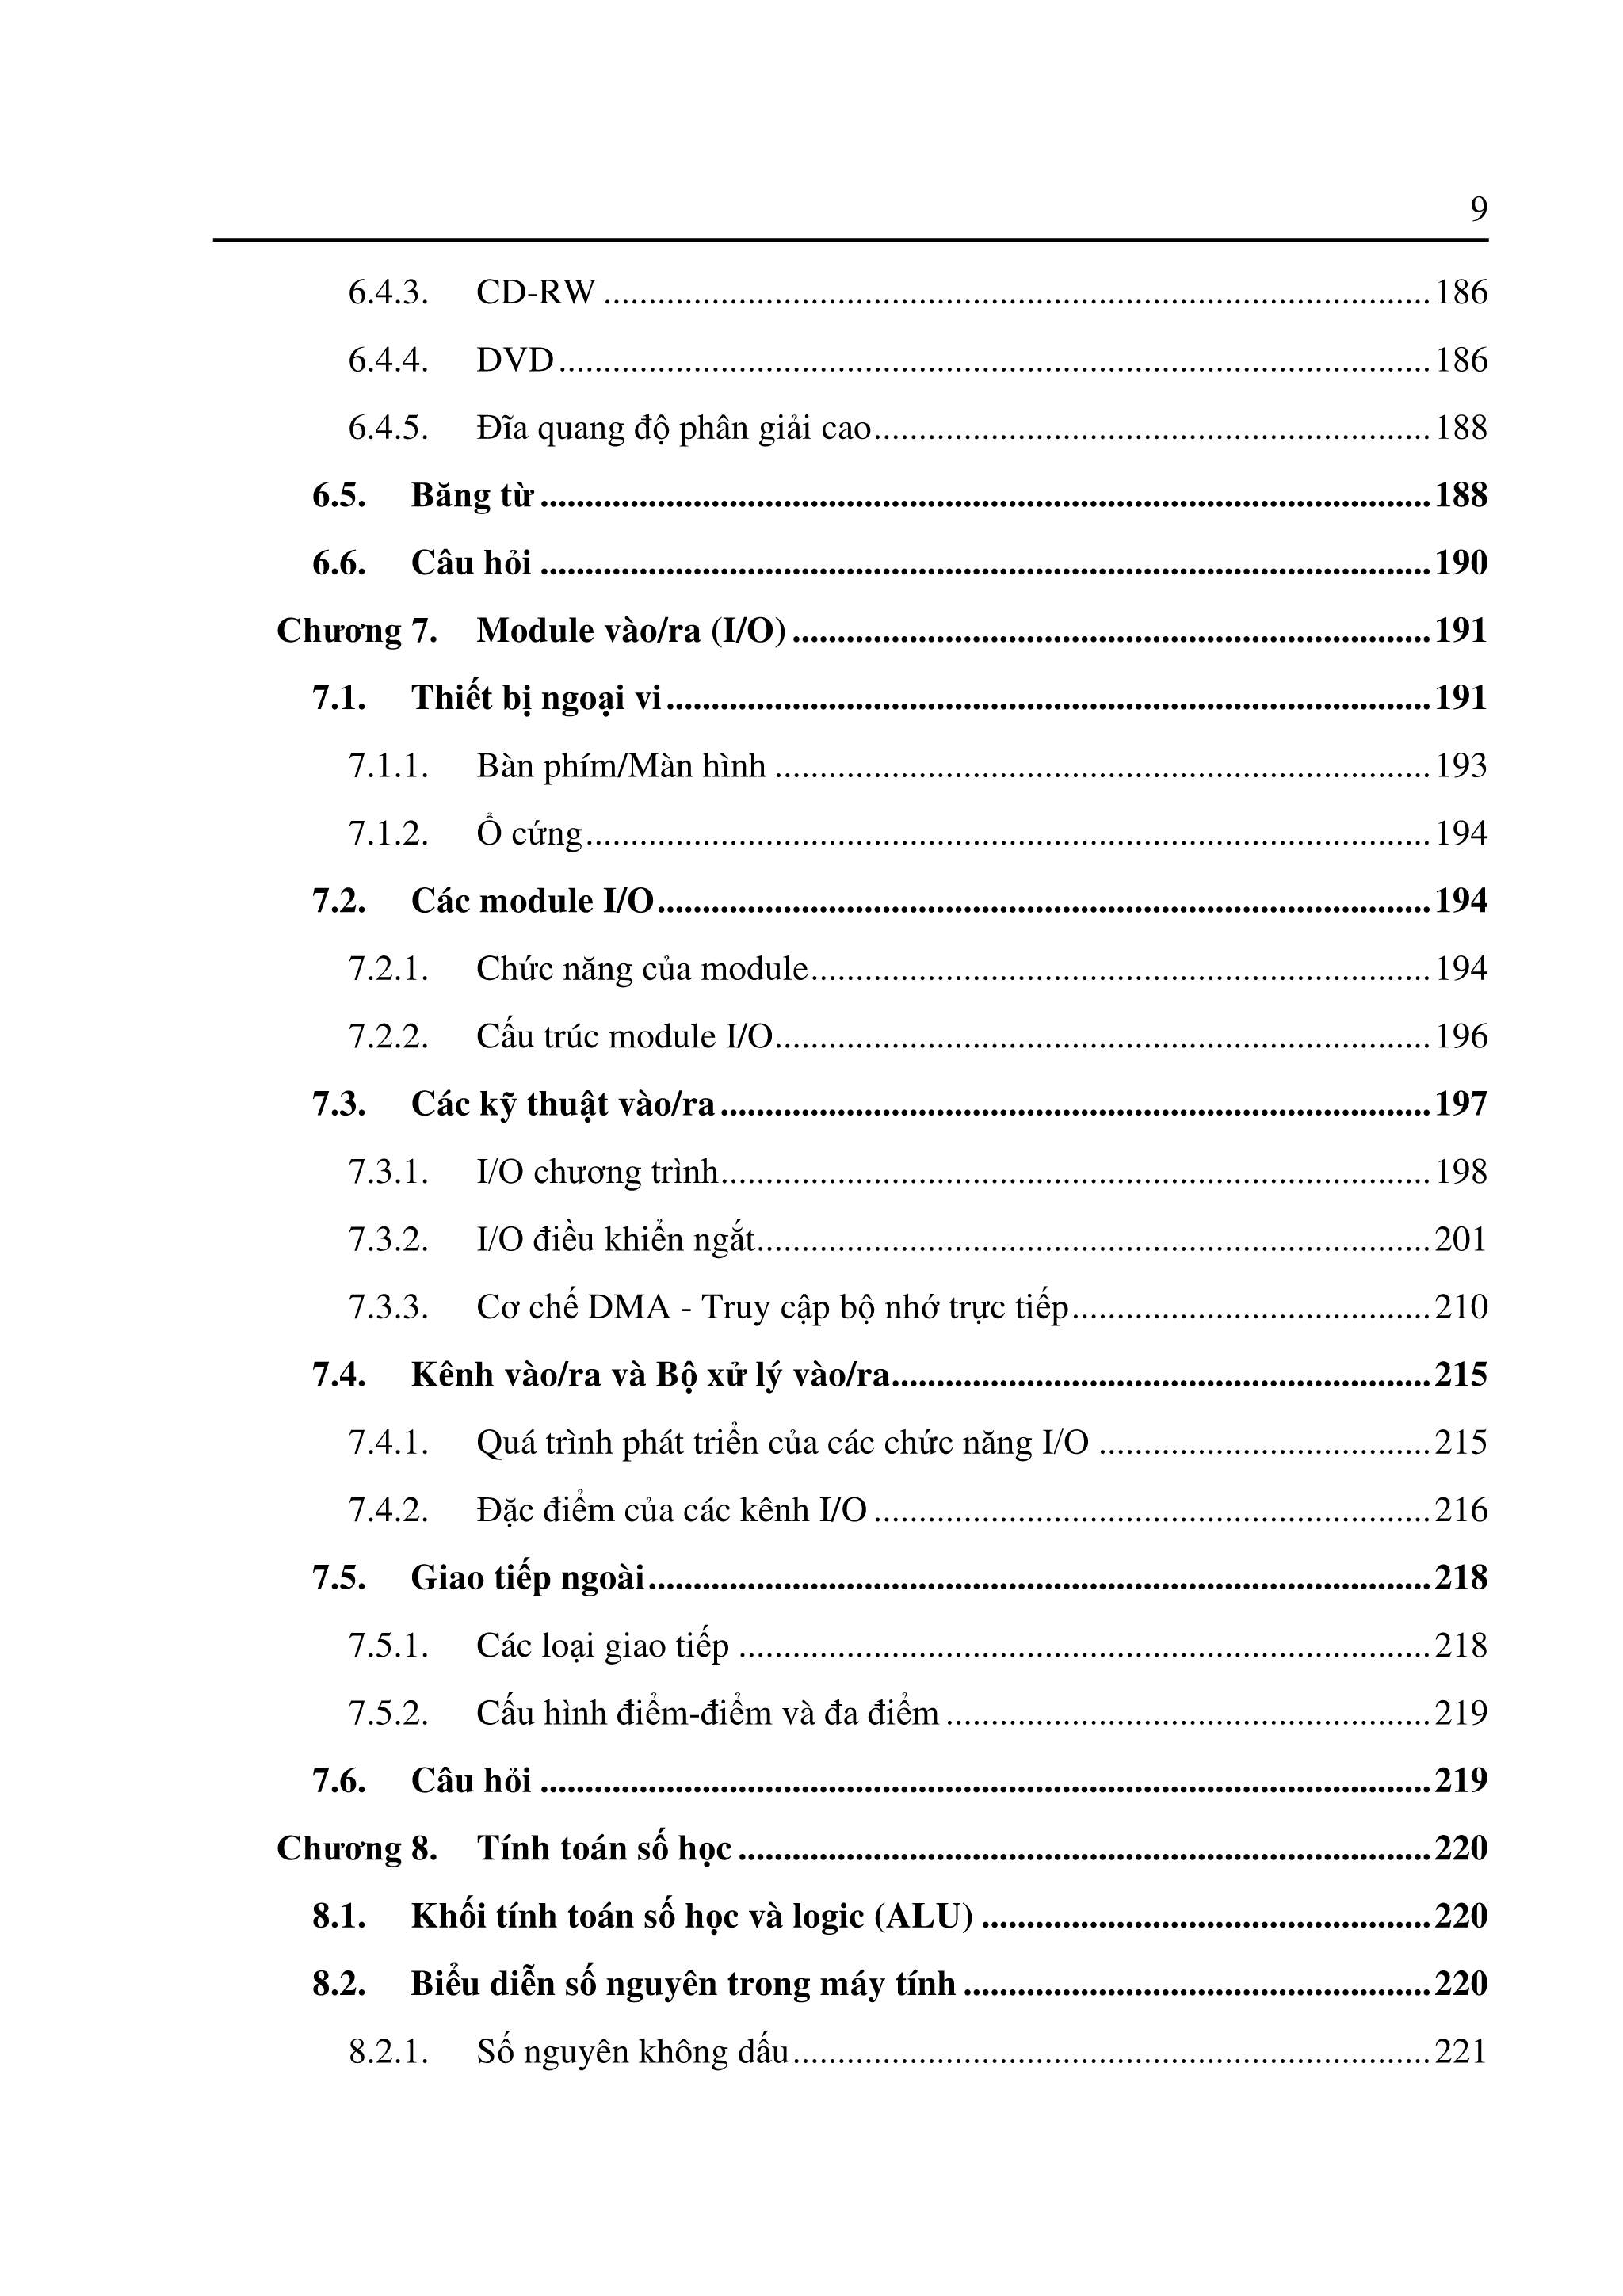 9
6.4.3. CD-RW ........................................................................................ 186
6.4.4. DVD ............................................................................................. 186
6.4.5. Đĩa quang độ phân giải cao ........................................................... 188
6.5. Băng từ ............................................................................................... 188
6.6. Câu hỏi ............................................................................................... 190
Chương 7. Module vào/ra (I/O) .................................................................... 191
7.1. Thiết bị ngoại vi .................................................................................. 191
7.1.1. Bàn phím/Màn hình ...................................................................... 193
7.1.2. Ổ cứng .......................................................................................... 194
7.2. Các module I/O ................................................................................... 194
7.2.1. Chức năng của module .................................................................. 194
7.2.2. Cấu trúc module I/O ...................................................................... 196
7.3. Các kỹ thuật vào/ra ............................................................................ 197
7.3.1. I/O chương trình ............................................................................ 198
7.3.2. I/O điều khiển ngắt ........................................................................ 201
7.3.3. Cơ chế DMA - Truy cập bộ nhớ trực tiếp ..................................... 210
7.4. Kênh vào/ra và Bộ xử lý vào/ra .......................................................... 215
7.4.1. Quá trình phát triển của các chức năng I/O ................................... 215
7.4.2. Đặc điểm của các kênh I/O ........................................................... 216
7.5. Giao tiếp ngoài .................................................................................... 218
7.5.1. Các loại giao tiếp .......................................................................... 218
7.5.2. Cấu hình điểm-điểm và đa điểm ................................................... 219
7.6. Câu hỏi ............................................................................................... 219
Chương 8. Tính toán số học .......................................................................... 220
8.1. Khối tính toán số học và logic (ALU) ................................................. 220
8.2. Biểu diễn số nguyên trong máy tính ................................................... 220
8.2.1. Số nguyên không dấu .................................................................... 221